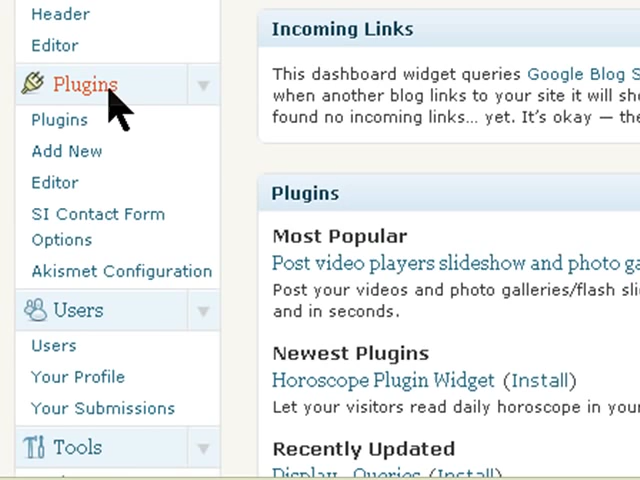 Header
Editor
Plugins
Plugins
Add New
Editor
SI Contact Form
Options
Akismet Configuration
Users
Users
Your Profile
Your Submissions
Tools
Incoming Links
This dashboard widget queries Google Blog S
when another blog links to your site it will sh
found no incoming links... yet. It's okay — the
Plugins
Most Popular
Post video players slideshow and photo ga
Post your videos and photo galleries/flash sli
and in seconds.
Newest Plugins
Horoscope Plugin Widget (Install)
Let your visitors read daily horoscope in your
Recently Updated
Display - Queries (Install)